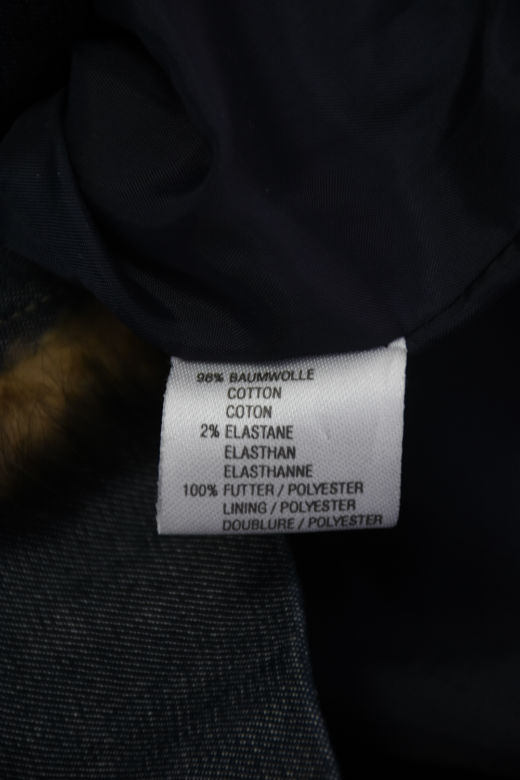 98% BAUMWOLLE
COTTON
COTON
2% ELASTANE
ELASTHAN
ELASTHANNE
100% FUTTER / POLYESTER
LINING / POLYESTER
DOUBLURE / POLYESTER